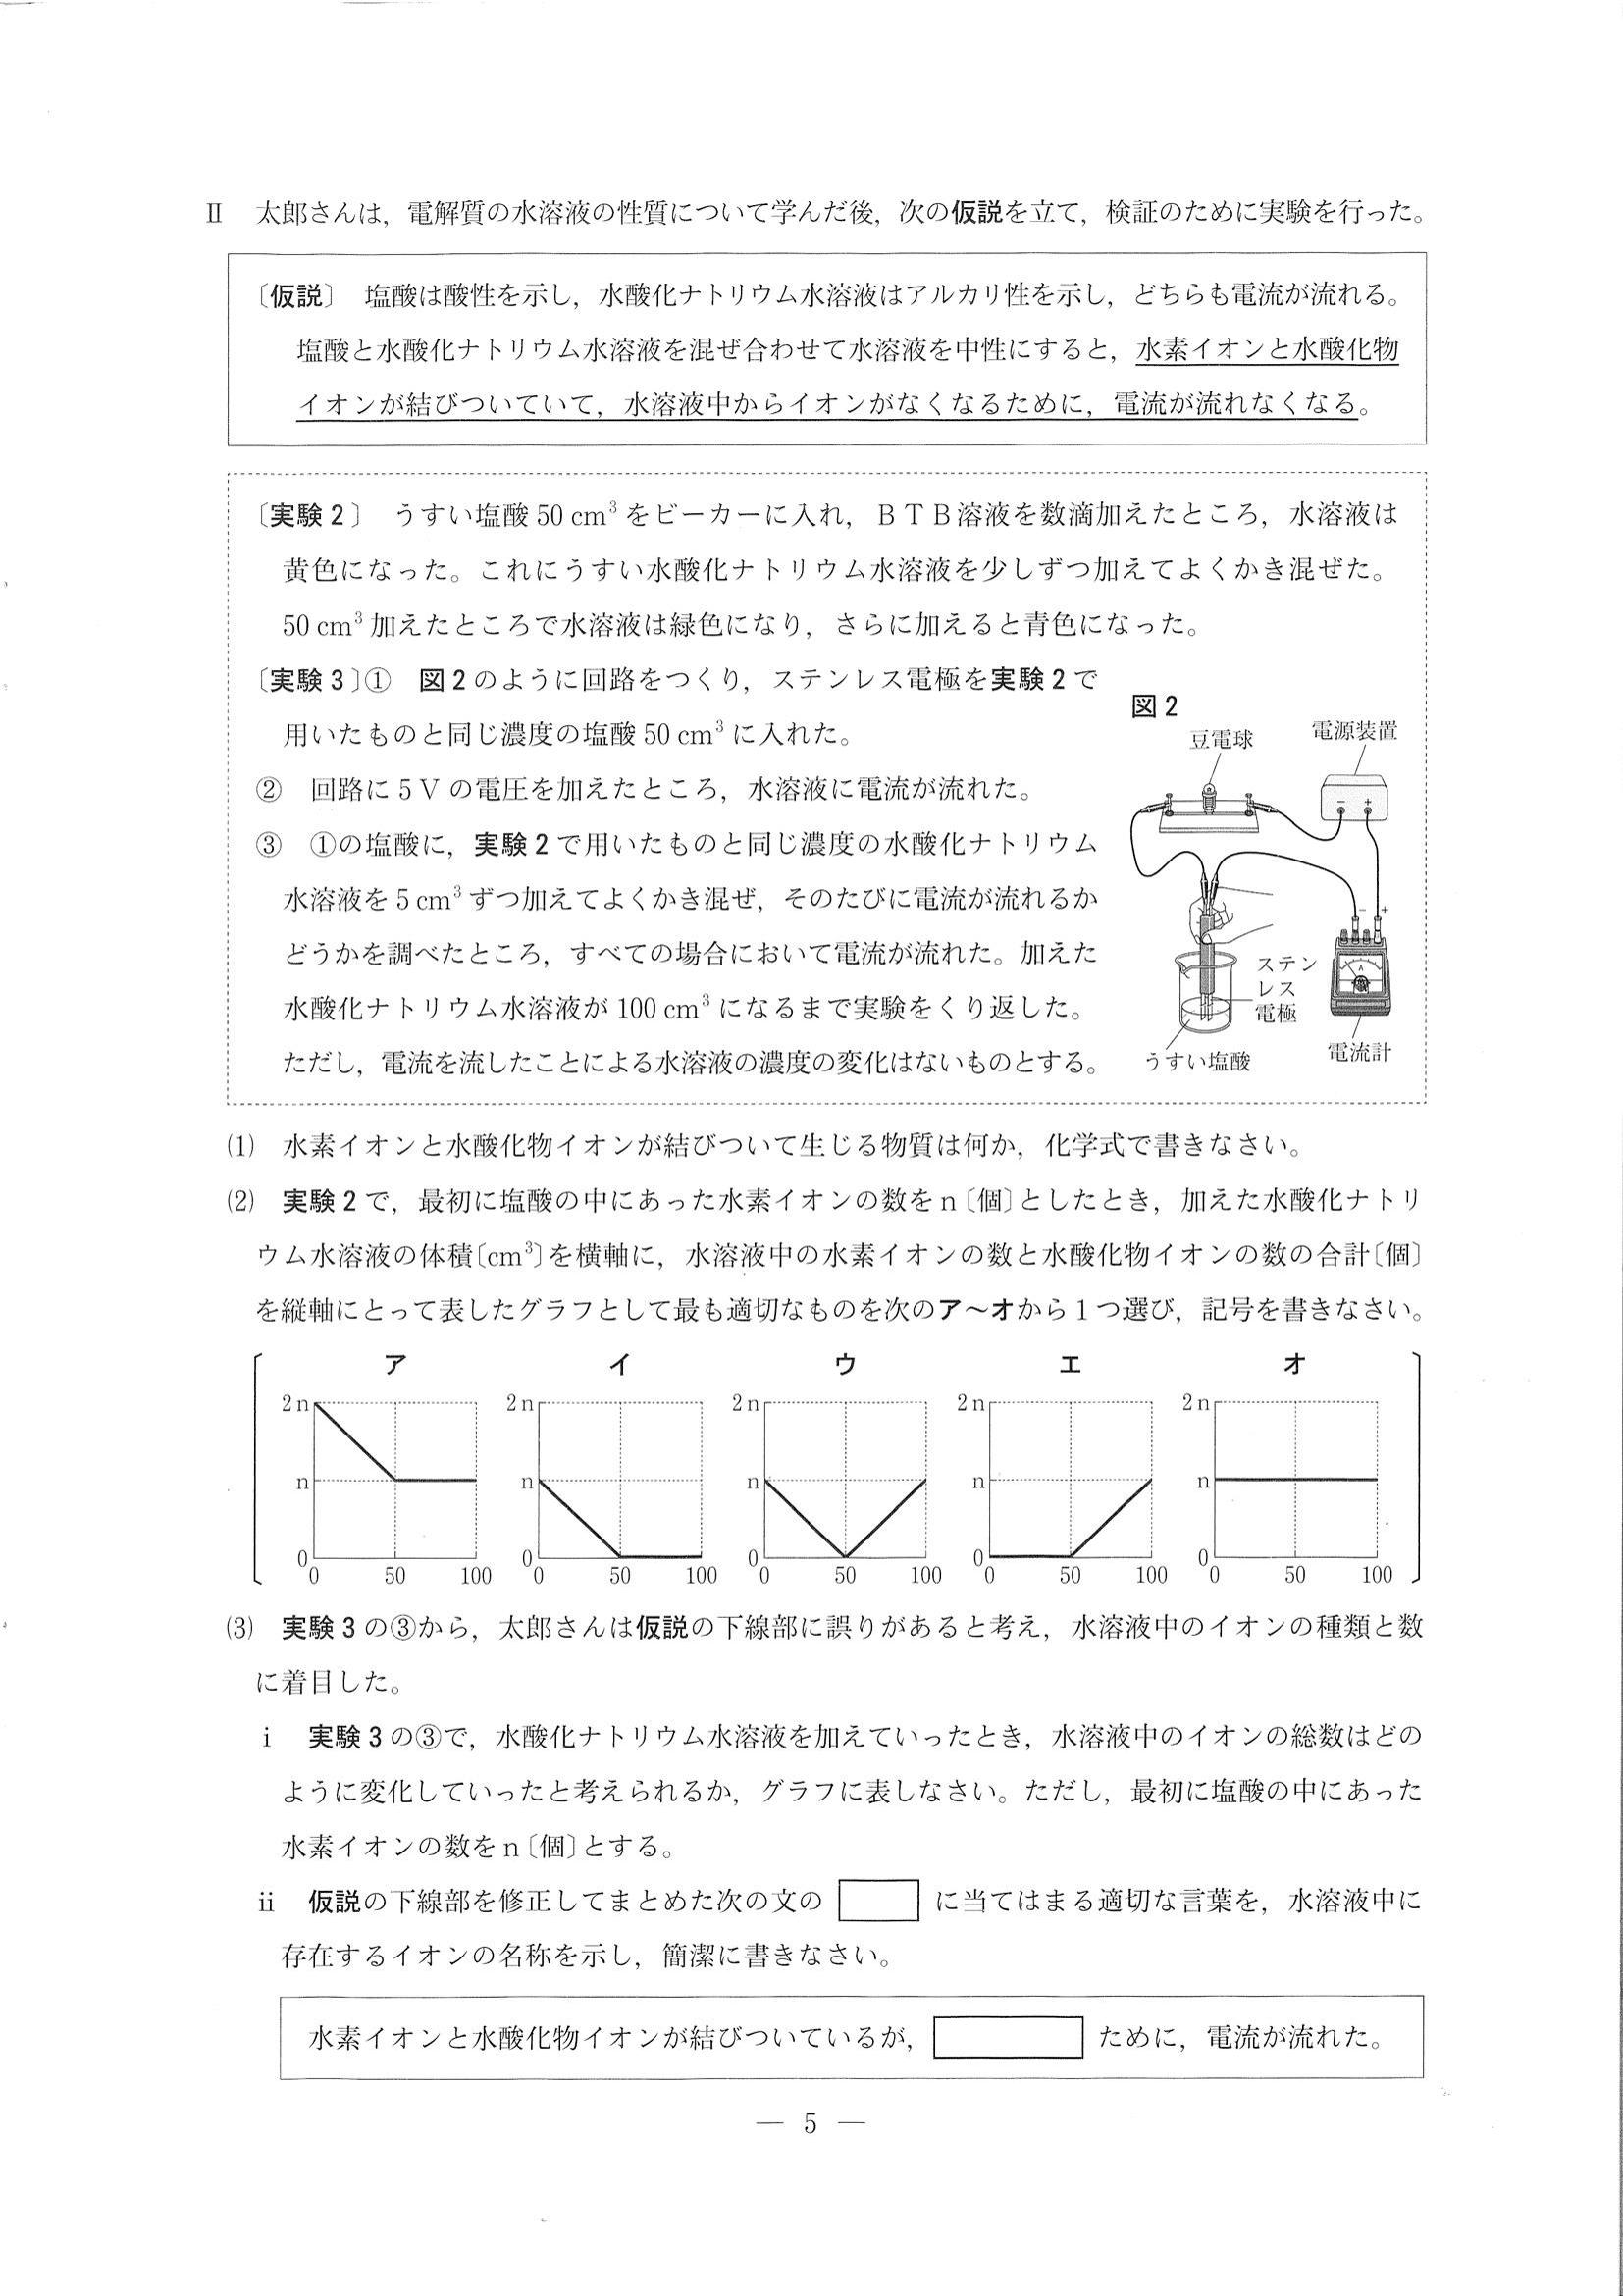 Ⅱ 太郎さんは，電解質の水溶液の性質について学んだ後，次の仮説を立て，検証のために実験を行った。
〔仮説〕 塩酸は酸性を示し，水酸化ナトリウム水溶液はアルカリ性を示し，どちらも電流が流れる。
塩酸と水酸化ナトリウム水溶液を混ぜ合わせて水溶液を中性にすると，水素イオンと水酸化物
イオンが結びついていて，水溶液中からイオンがなくなるために，電流が流れなくなる。
〔実験2〕 うすい塩酸50 cm³をビーカーに入れ，ＢＴＢ溶液を数滴加えたところ，水溶液は
黄色になった。これにうすい水酸化ナトリウム水溶液を少しずつ加えてよくかき混ぜた。
50 cm³加えたところで水溶液は緑色になり，さらに加えると青色になった。
〔実験3〕① 図2のように回路をつくり，ステンレス電極を実験2で
用いたものと同じ濃度の塩酸50 cm³に入れた。
② 回路に5Vの電圧を加えたところ，水溶液に電流が流れた。
③ ①の塩酸に，実験2で用いたものと同じ濃度の水酸化ナトリウム
水溶液を5 cm³ずつ加えてよくかき混ぜ，そのたびに電流が流れるか
どうかを調べたところ，すべての場合において電流が流れた。加えた
水酸化ナトリウム水溶液が100 cm³になるまで実験をくり返した。
ただし，電流を流したことによる水溶液の濃度の変化はないものとする。
図2
豆電球
電源装置
− +
− +
A
ステン
レス
電極
うすい塩酸
電流計
(1) 水素イオンと水酸化物イオンが結びついて生じる物質は何か，化学式で書きなさい。
(2) 実験2で，最初に塩酸の中にあった水素イオンの数をn〔個〕としたとき，加えた水酸化ナトリ
ウム水溶液の体積〔cm³〕を横軸に，水溶液中の水素イオンの数と水酸化物イオンの数の合計〔個〕
を縦軸にとって表したグラフとして最も適切なものを次のア～オから1つ選び，記号を書きなさい。
ア イ ウ エ オ
2n 2n 2n 2n 2n
n n n n n
0 0 0 0 0
0 50 100 0 50 100 0 50 100 0 50 100 0 50 100
(3) 実験3の③から，太郎さんは仮説の下線部に誤りがあると考え，水溶液中のイオンの種類と数
に着目した。
ⅰ 実験3の③で，水酸化ナトリウム水溶液を加えていったとき，水溶液中のイオンの総数はどの
ように変化していったと考えられるか，グラフに表しなさい。ただし，最初に塩酸の中にあった
水素イオンの数をn〔個〕とする。
ⅱ 仮説の下線部を修正してまとめた次の文の に当てはまる適切な言葉を，水溶液中に
存在するイオンの名称を示し，簡潔に書きなさい。
水素イオンと水酸化物イオンが結びついているが， ために，電流が流れた。
— 5 —